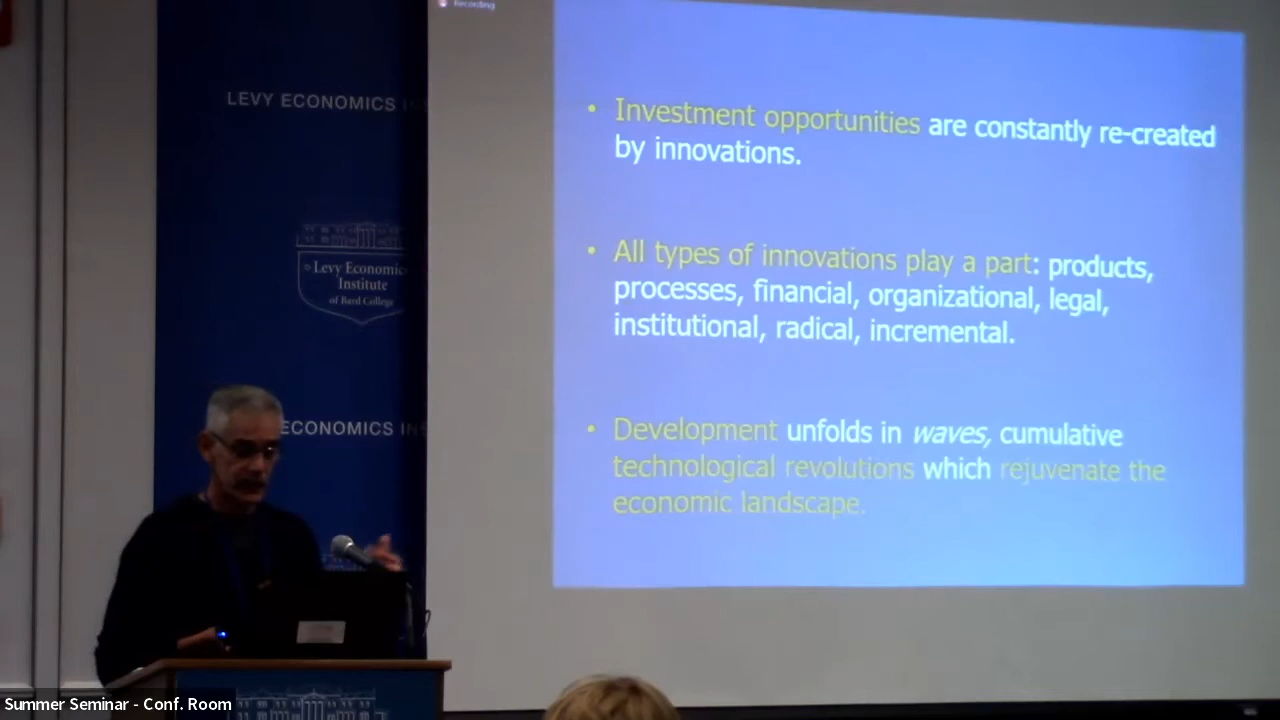 Recording
LEVY ECONOMICS
Levy Economic
Institute
of Bard College
ECONOMICS IN
• Investment opportunities are constantly re-created
by innovations.
• All types of innovations play a part: products,
processes, financial, organizational, legal,
institutional, radical, incremental.
• Development unfolds in waves, cumulative
technological revolutions which rejuvenate the
economic landscape.
Summer Seminar - Conf. Room